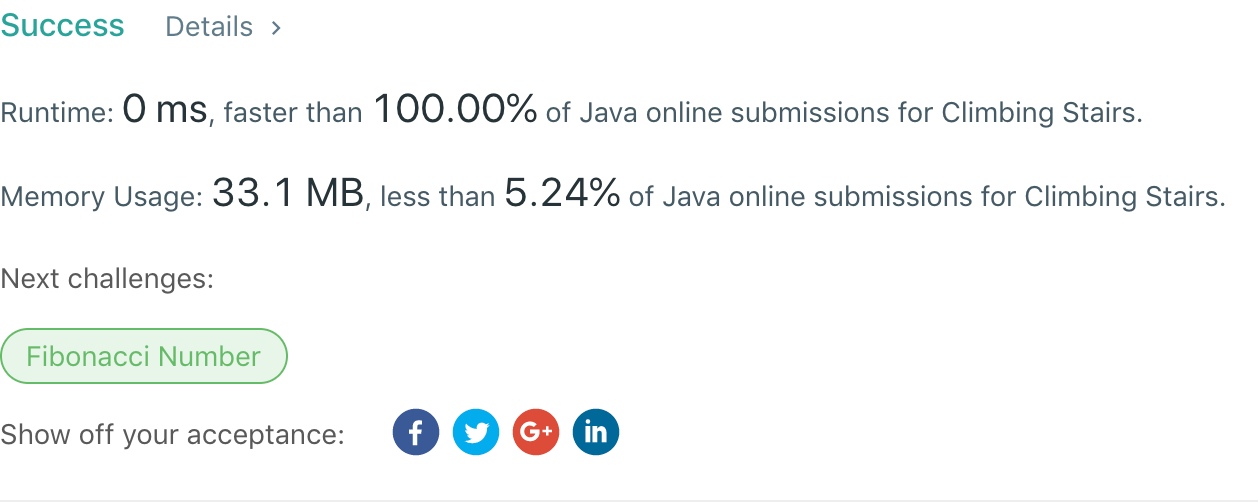 Success Details >
Runtime: 0 ms, faster than 100.00% of Java online submissions for Climbing Stairs.
Memory Usage: 33.1 MB, less than 5.24% of Java online submissions for Climbing Stairs.
Next challenges:
Fibonacci Number
Show off your acceptance: f G+ in